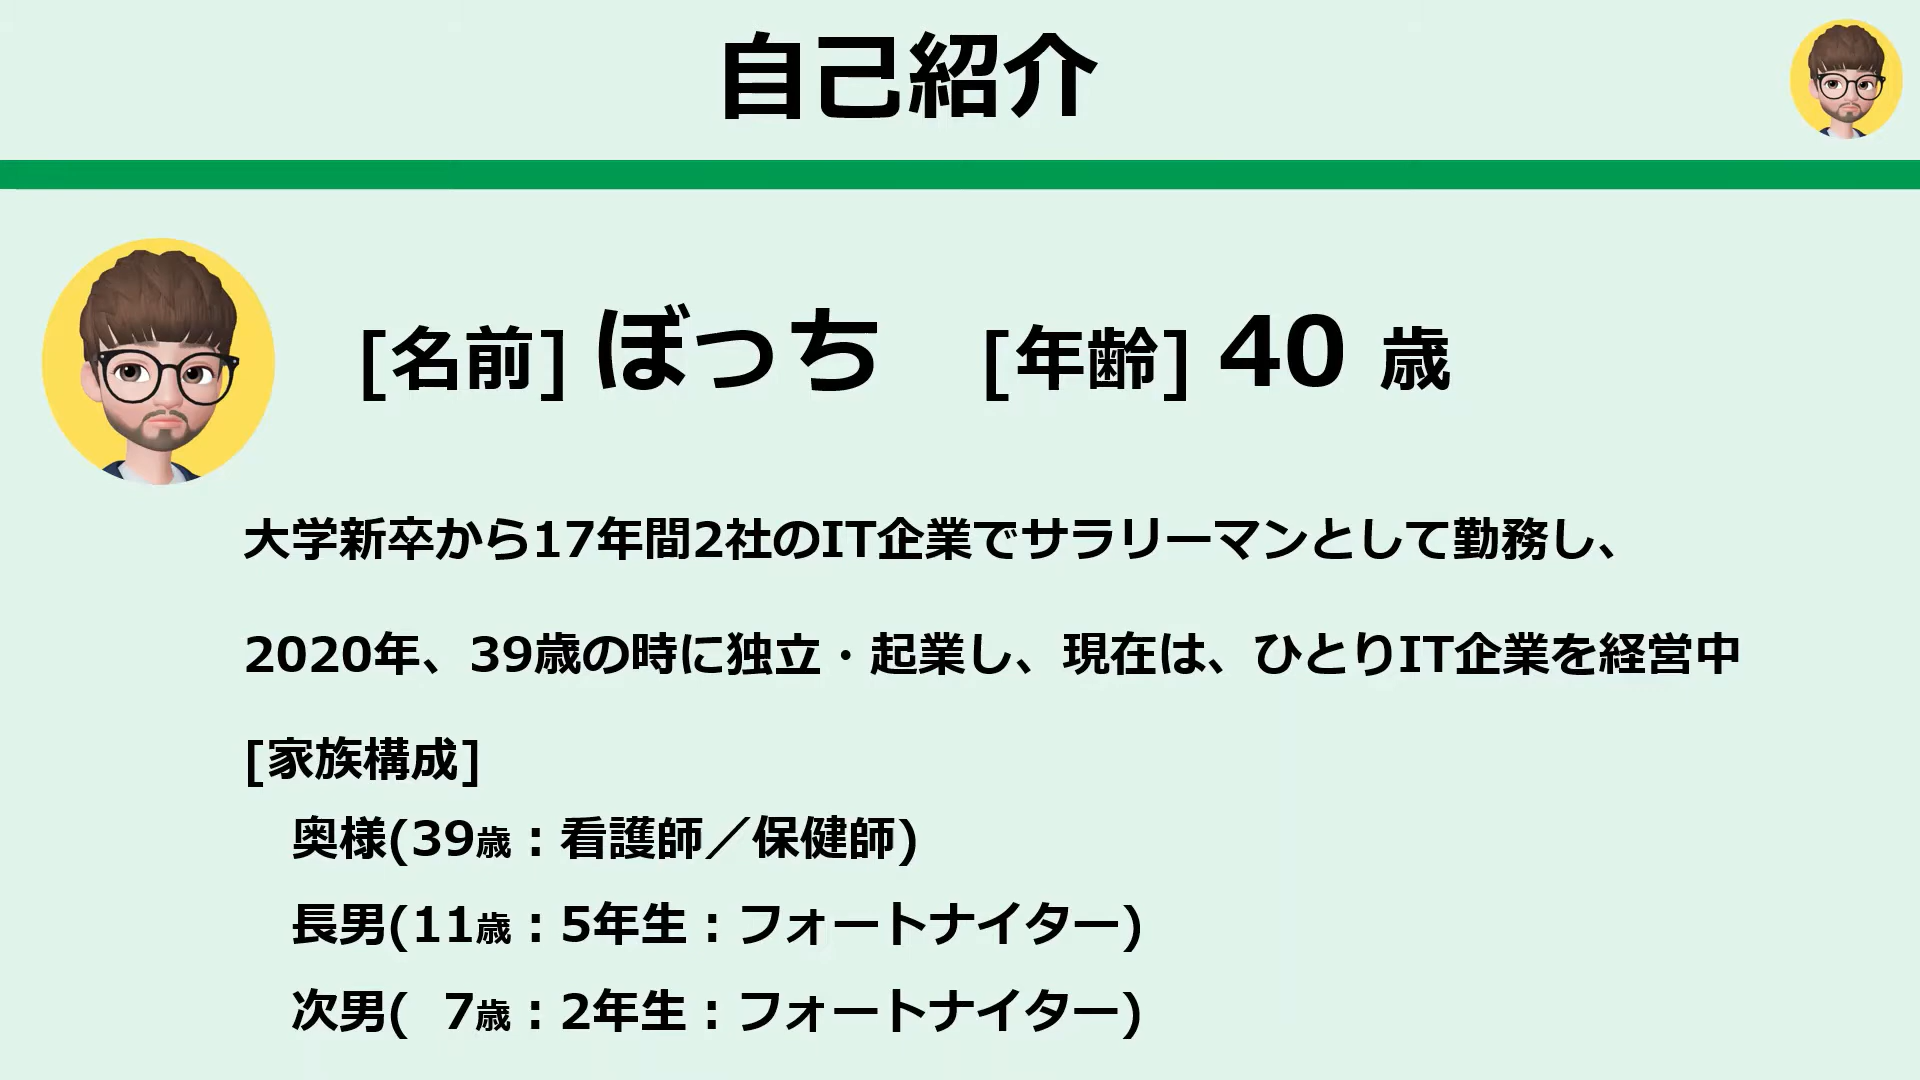 自己紹介
[名前] ぼっち　[年齢] 40 歳
大学新卒から17年間2社のIT企業でサラリーマンとして勤務し、
2020年、39歳の時に独立・起業し、現在は、ひとりIT企業を経営中
[家族構成]
奥様(39歳：看護師／保健師)
長男(11歳：5年生：フォートナイター)
次男( 7歳：2年生：フォートナイター)